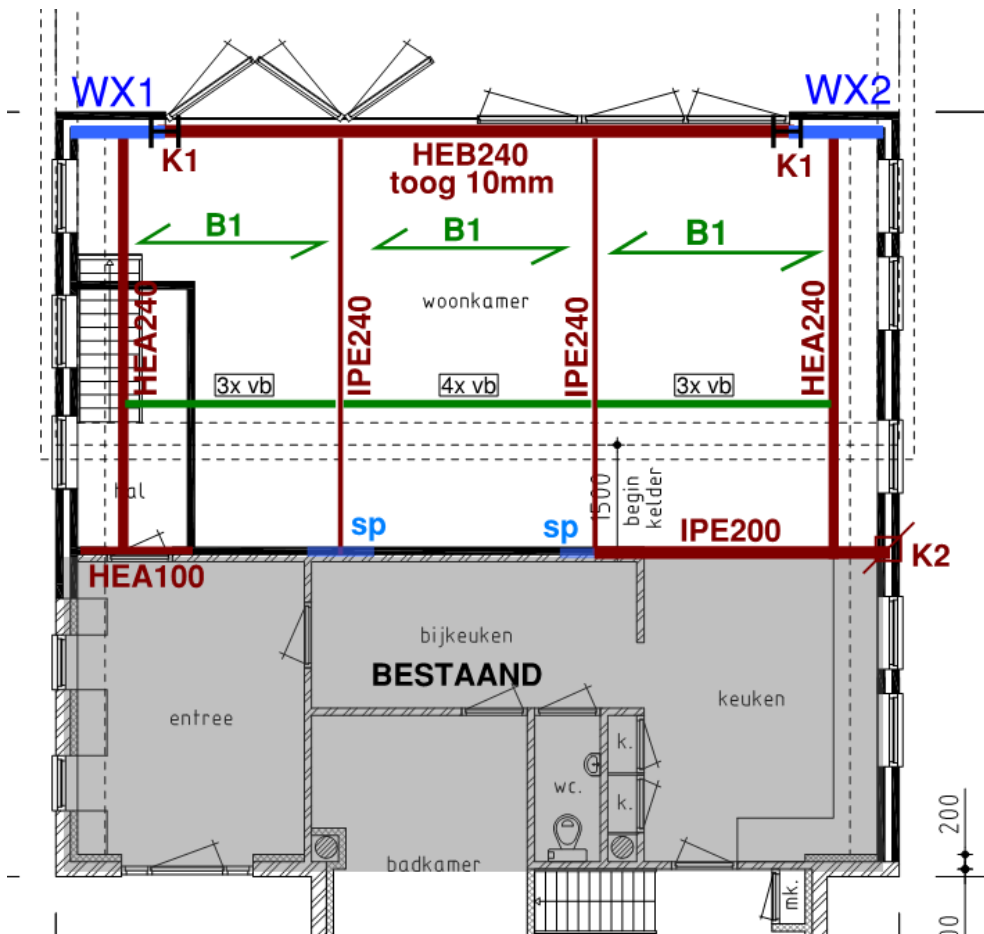 WX1
WX2
K1
HEB240
toog 10mm
K1
B1
B1
B1
woonkamer
HEA240
IPE240
IPE240
HEA240
3x vb
4x vb
3x vb
hal
sp
sp
1500
begin
kelder
IPE200
K2
HEA100
bijkeuken
BESTAAND
entree
keuken
k.
wc.
k.
badkamer
mk.
200